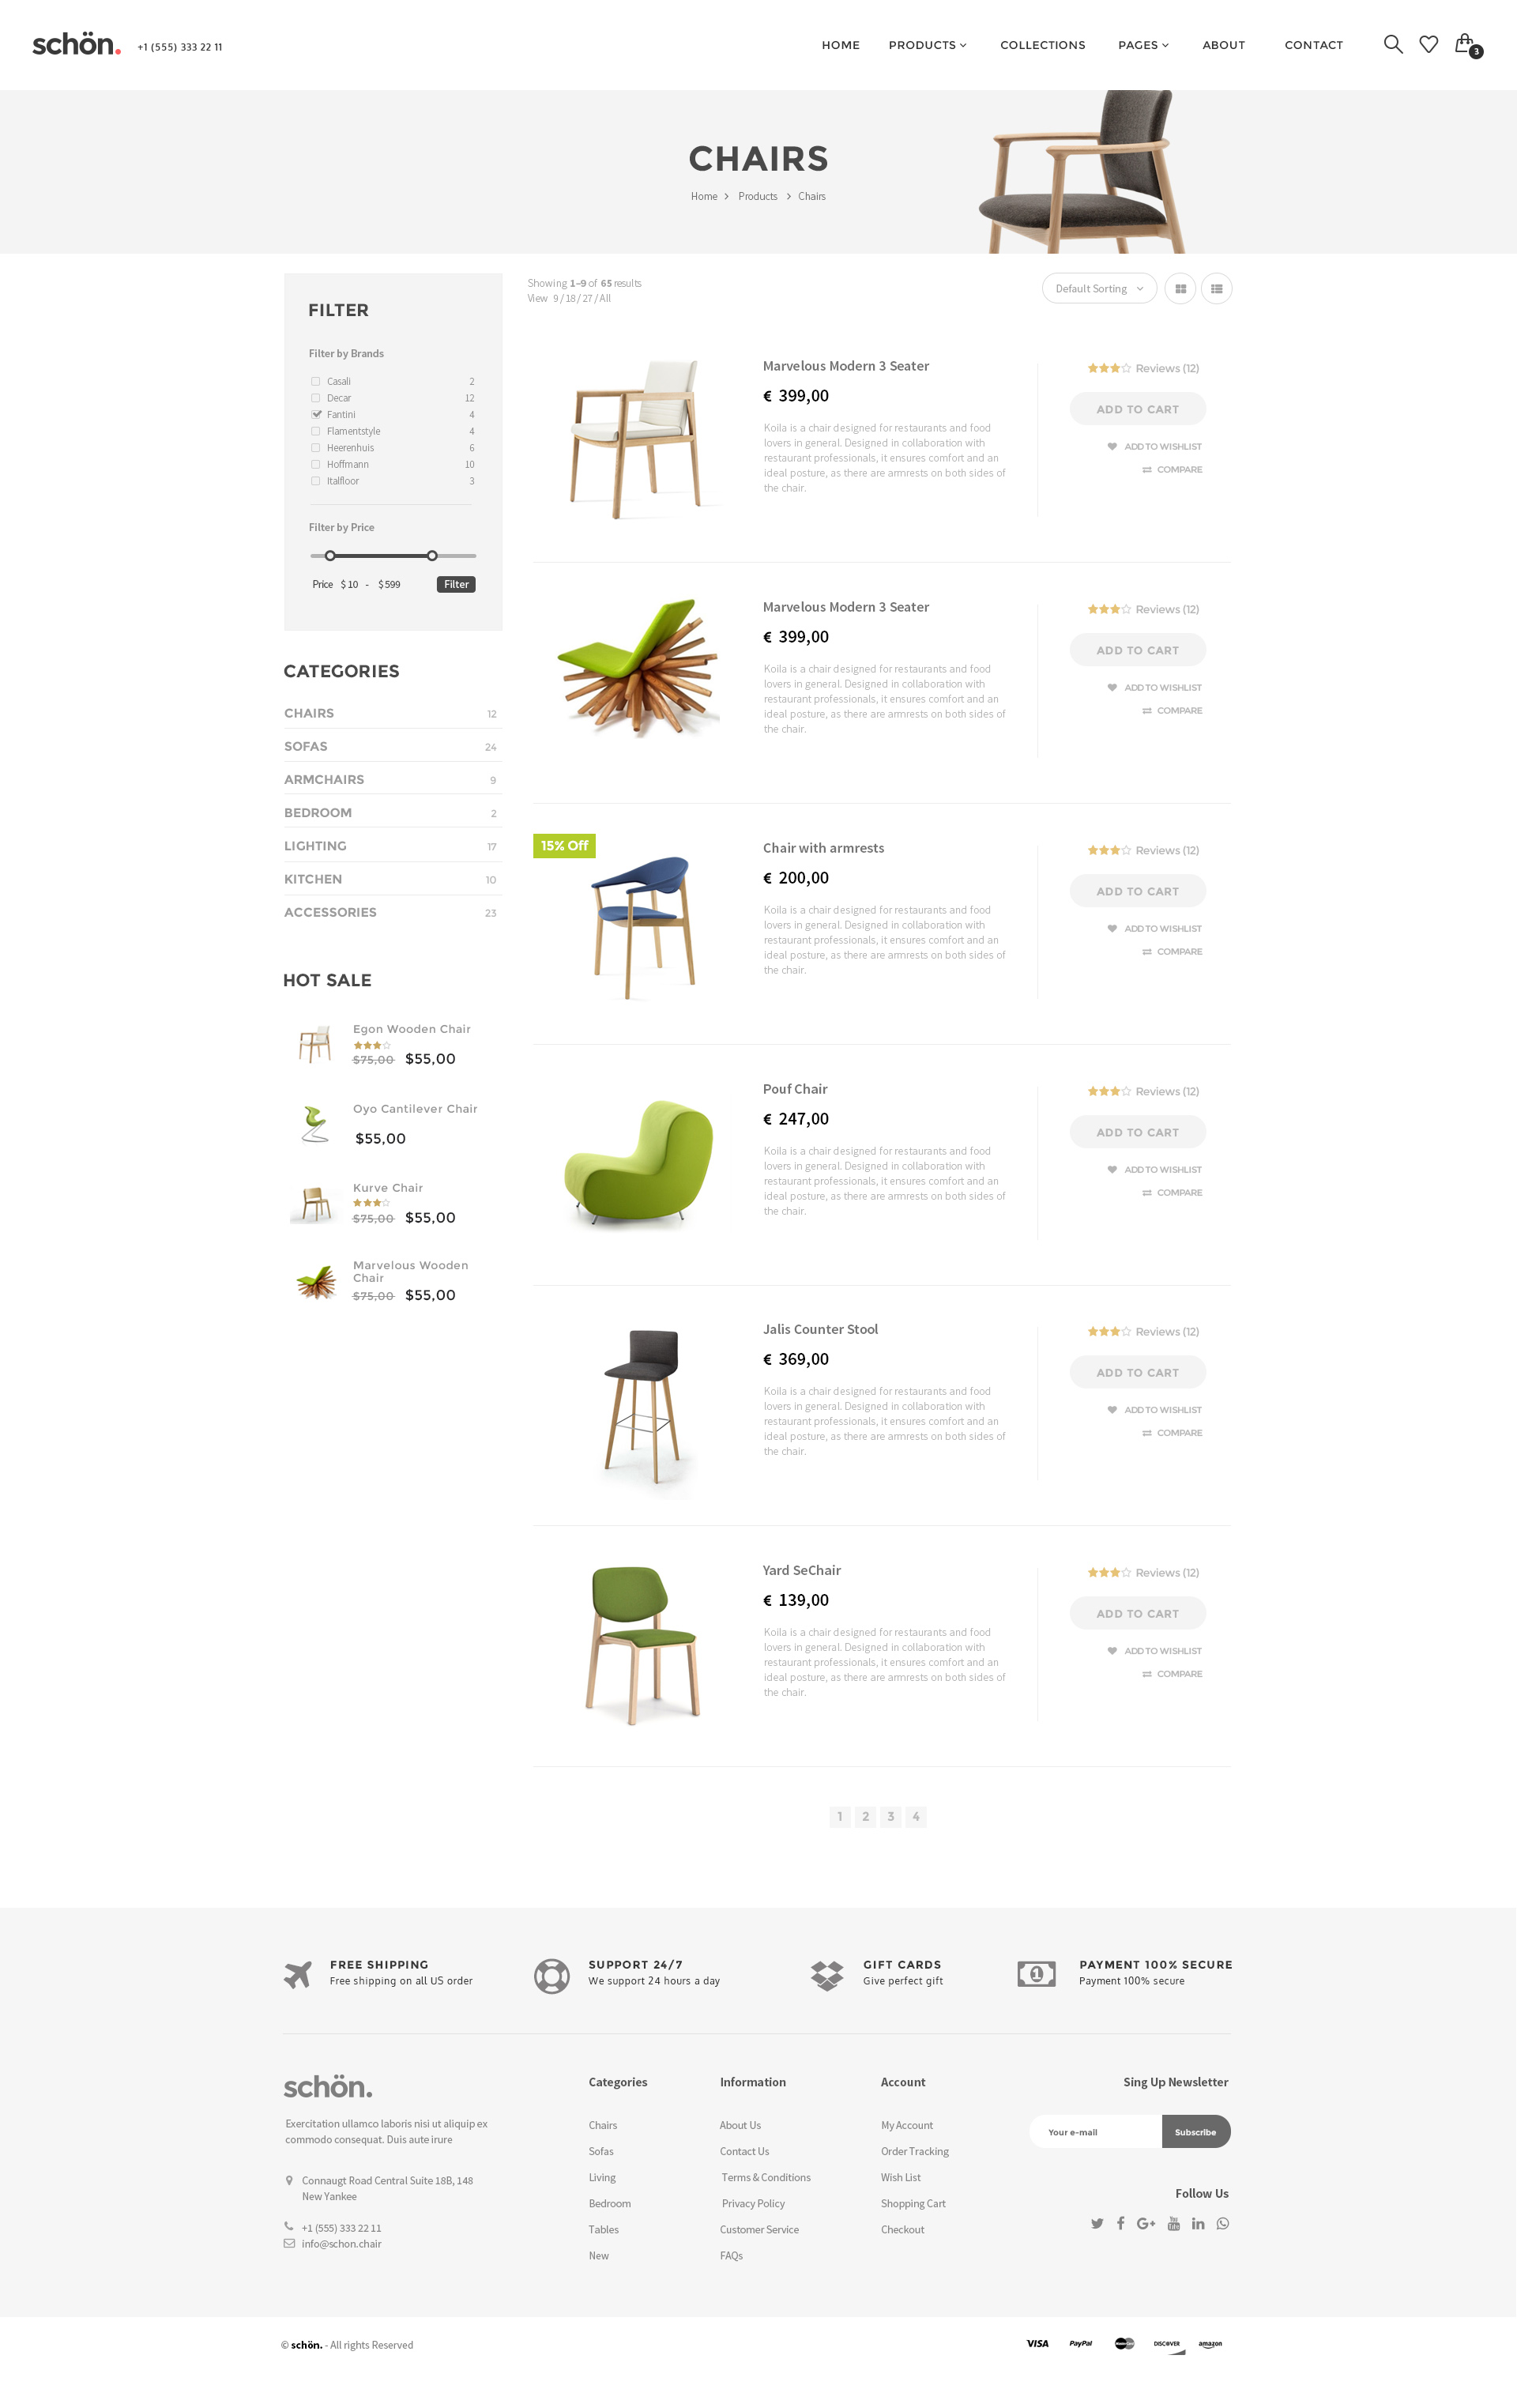 schön.
+1 (555) 333 22 11
HOME PRODUCTS COLLECTIONS PAGES ABOUT CONTACT
3
CHAIRS
Home > Products > Chairs
FILTER
Filter by Brands
Casali 2
Decar 12
Fantini 4
Flamentstyle 4
Heerenhuis 6
Hoffmann 10
Italfloor 3
Filter by Price
Price $ 10 - $ 599
Filter
CATEGORIES
CHAIRS 12
SOFAS 24
ARMCHAIRS 9
BEDROOM 2
LIGHTING 17
KITCHEN 10
ACCESSORIES 23
HOT SALE
Egon Wooden Chair
$75,00 $55,00
Oyo Cantilever Chair
$55,00
Kurve Chair
$75,00 $55,00
Marvelous Wooden
Chair
$75,00 $55,00
Showing 1–9 of 65 results
View 9 / 18 / 27 / All
Default Sorting
Marvelous Modern 3 Seater
€ 399,00
Koila is a chair designed for restaurants and food
lovers in general. Designed in collaboration with
restaurant professionals, it ensures comfort and an
ideal posture, as there are armrests on both sides of
the chair.
Reviews (12)
ADD TO CART
ADD TO WISHLIST
COMPARE
Marvelous Modern 3 Seater
€ 399,00
Koila is a chair designed for restaurants and food
lovers in general. Designed in collaboration with
restaurant professionals, it ensures comfort and an
ideal posture, as there are armrests on both sides of
the chair.
Reviews (12)
ADD TO CART
ADD TO WISHLIST
COMPARE
15% Off
Chair with armrests
€ 200,00
Koila is a chair designed for restaurants and food
lovers in general. Designed in collaboration with
restaurant professionals, it ensures comfort and an
ideal posture, as there are armrests on both sides of
the chair.
Reviews (12)
ADD TO CART
ADD TO WISHLIST
COMPARE
Pouf Chair
€ 247,00
Koila is a chair designed for restaurants and food
lovers in general. Designed in collaboration with
restaurant professionals, it ensures comfort and an
ideal posture, as there are armrests on both sides of
the chair.
Reviews (12)
ADD TO CART
ADD TO WISHLIST
COMPARE
Jalis Counter Stool
€ 369,00
Koila is a chair designed for restaurants and food
lovers in general. Designed in collaboration with
restaurant professionals, it ensures comfort and an
ideal posture, as there are armrests on both sides of
the chair.
Reviews (12)
ADD TO CART
ADD TO WISHLIST
COMPARE
Yard SeChair
€ 139,00
Koila is a chair designed for restaurants and food
lovers in general. Designed in collaboration with
restaurant professionals, it ensures comfort and an
ideal posture, as there are armrests on both sides of
the chair.
Reviews (12)
ADD TO CART
ADD TO WISHLIST
COMPARE
1 2 3 4
FREE SHIPPING
Free shipping on all US order
SUPPORT 24/7
We support 24 hours a day
GIFT CARDS
Give perfect gift
1
PAYMENT 100% SECURE
Payment 100% secure
schön.
Exercitation ullamco laboris nisi ut aliquip ex
commodo consequat. Duis aute irure
Connaugt Road Central Suite 18B, 148
New Yankee
+1 (555) 333 22 11
info@schon.chair
Categories
Chairs
Sofas
Living
Bedroom
Tables
New
Information
About Us
Contact Us
Terms & Conditions
Privacy Policy
Customer Service
FAQs
Account
My Account
Order Tracking
Wish List
Shopping Cart
Checkout
Sing Up Newsletter
Your e-mail Subscribe
Follow Us
© schön. - All rights Reserved
VISA PayPal DISCOVER amazon